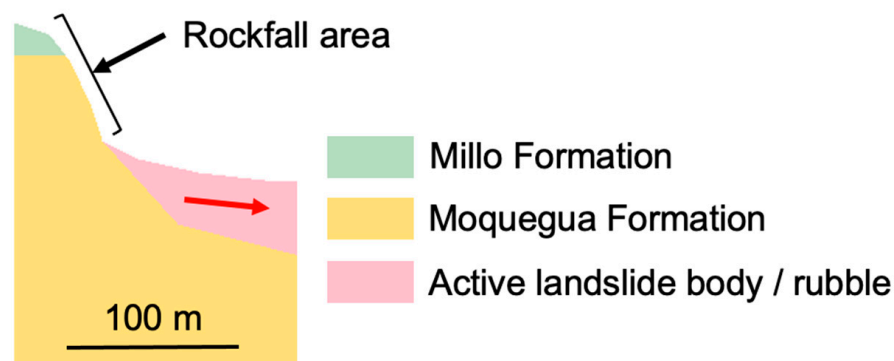 Rockfall area
Millo Formation
Moquegua Formation
Active landslide body / rubble
100 m